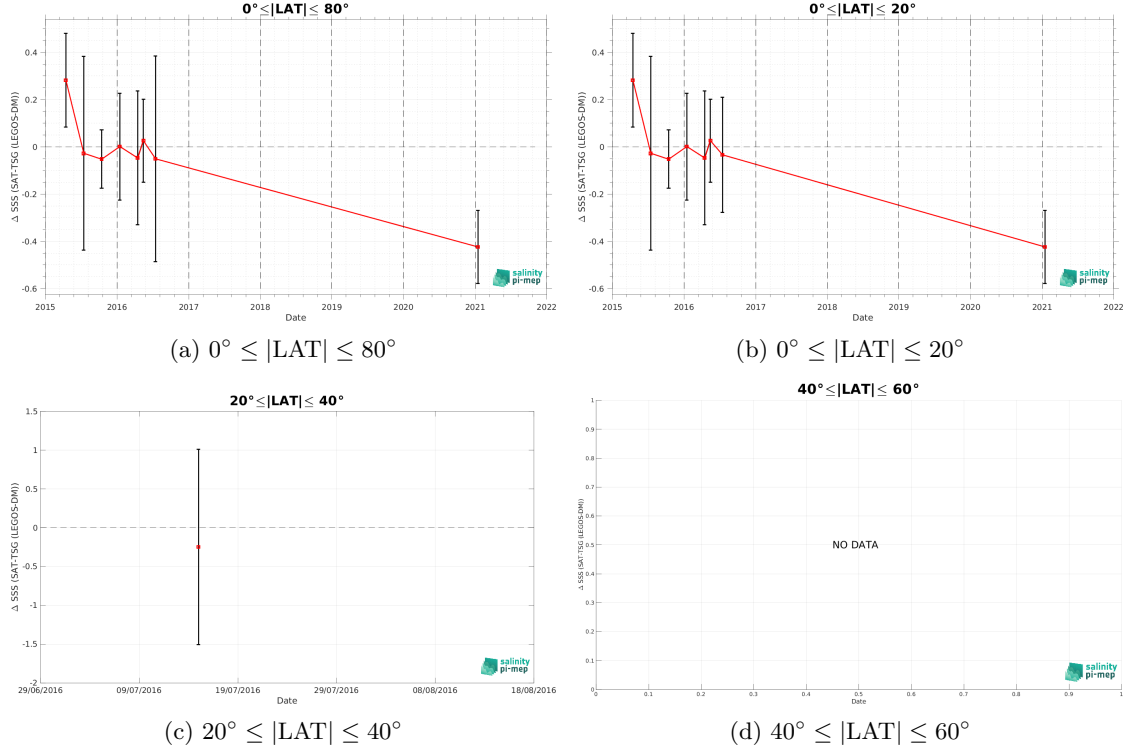 0°≤|LAT|≤ 80°
0.4
0.2
0
-0.2
-0.4
-0.6
Δ SSS (SAT-TSG (LEGOS-DM))
2015 2016 2017 2018 2019 2020 2021 2022
Date
salinity
pi-mep
(a) 0° ≤ |LAT| ≤ 80°
0°≤|LAT|≤ 20°
0.4
0.2
0
-0.2
-0.4
-0.6
Δ SSS (SAT-TSG (LEGOS-DM))
2015 2016 2017 2018 2019 2020 2021 2022
Date
salinity
pi-mep
(b) 0° ≤ |LAT| ≤ 20°
20°≤|LAT|≤ 40°
1.5
1
0.5
0
-0.5
-1
-1.5
-2
Δ SSS (SAT-TSG (LEGOS-DM))
29/06/2016 09/07/2016 19/07/2016 29/07/2016 08/08/2016 18/08/2016
Date
salinity
pi-mep
(c) 20° ≤ |LAT| ≤ 40°
40°≤|LAT|≤ 60°
1
0.9
0.8
0.7
0.6
0.5
0.4
0.3
0.2
0.1
0
Δ SSS (SAT-TSG (LEGOS-DM))
NO DATA
0 0.1 0.2 0.3 0.4 0.5 0.6 0.7 0.8 0.9 1
Date
salinity
pi-mep
(d) 40° ≤ |LAT| ≤ 60°